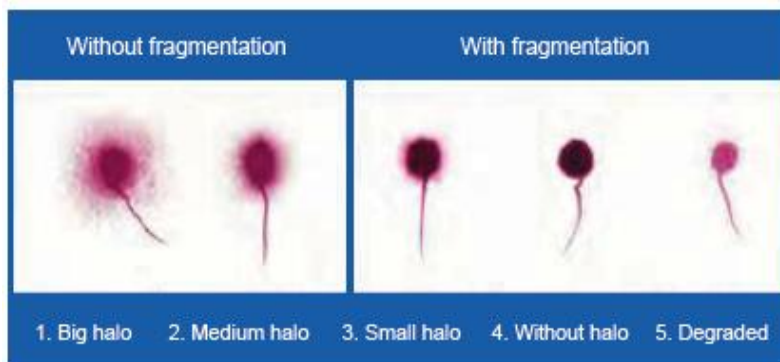 Without fragmentation
With fragmentation
1. Big halo
2. Medium halo
3. Small halo
4. Without halo
5. Degraded